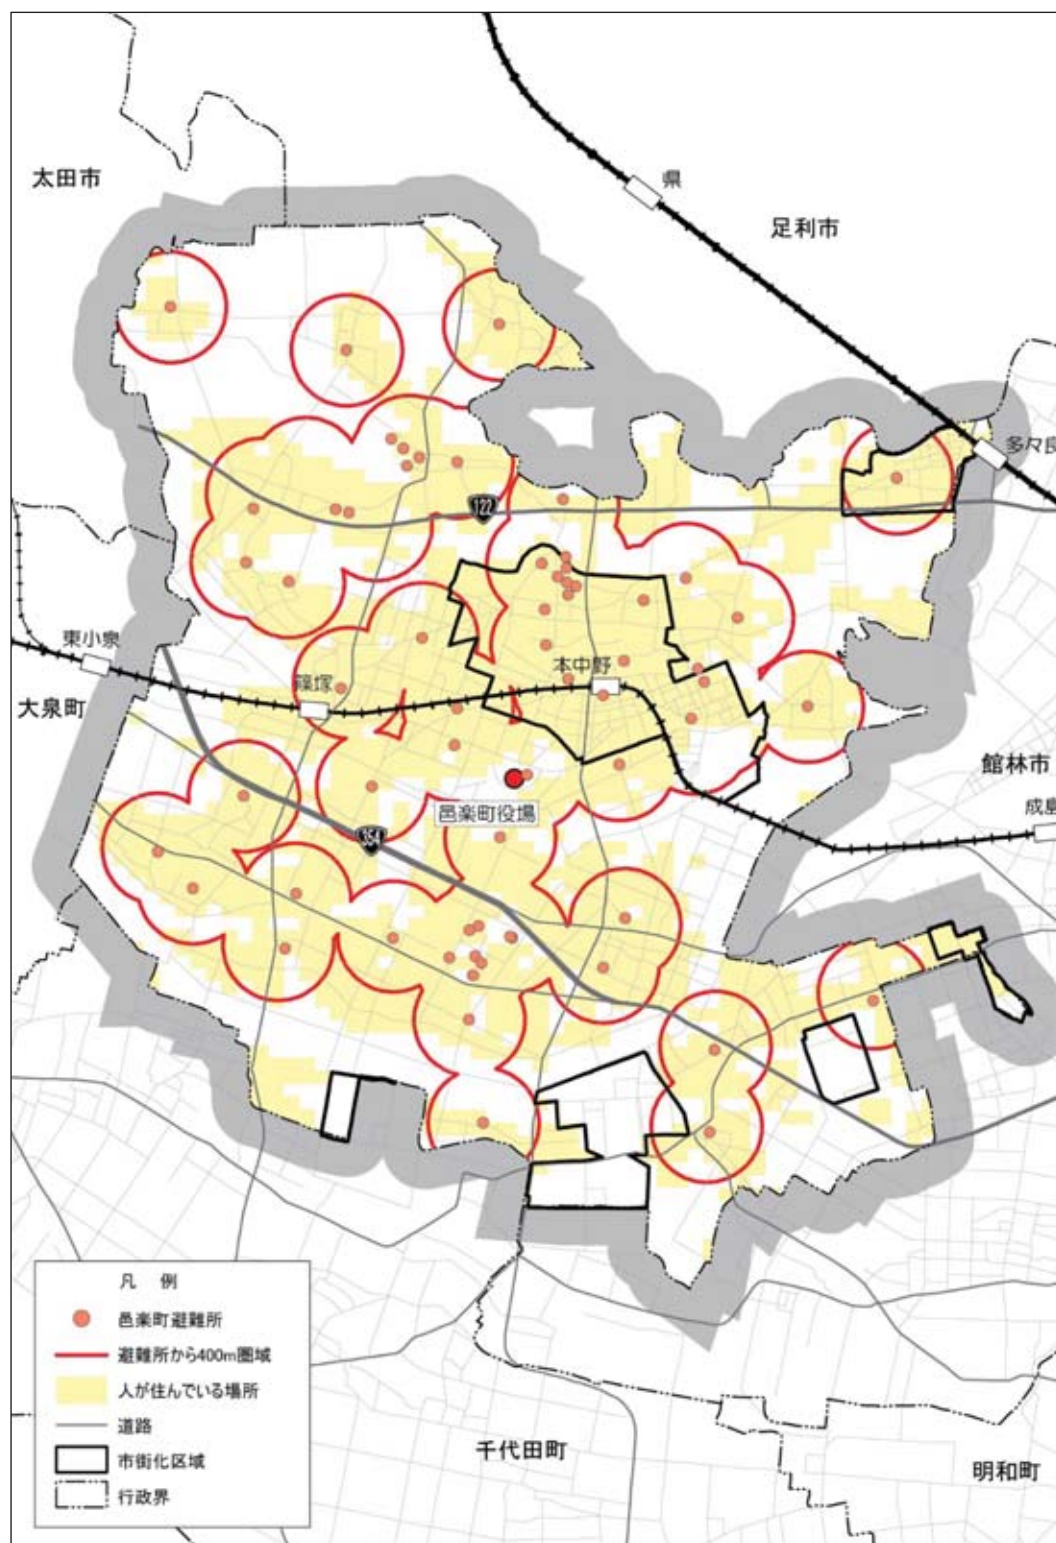 県
太田市
足利市
多々良
122
東小泉
本中野
篠塚
大泉町
館林市
成島
邑楽町役場
354
凡 例
邑楽町避難所
避難所から400m圏域
人が住んでいる場所
道路
市街化区域
行政界
千代田町
明和町